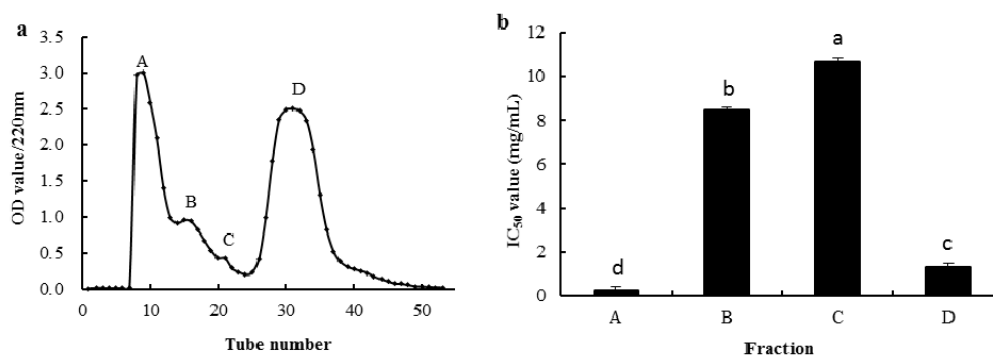 a
3.5
3.0
2.5
2.0
1.5
1.0
0.5
0.0
OD value/220nm
A
B
C
D
0 10 20 30 40 50
Tube number
b
12
10
8
6
4
2
0
IC50 value (mg/mL)
d
b
a
c
A B C D
Fraction